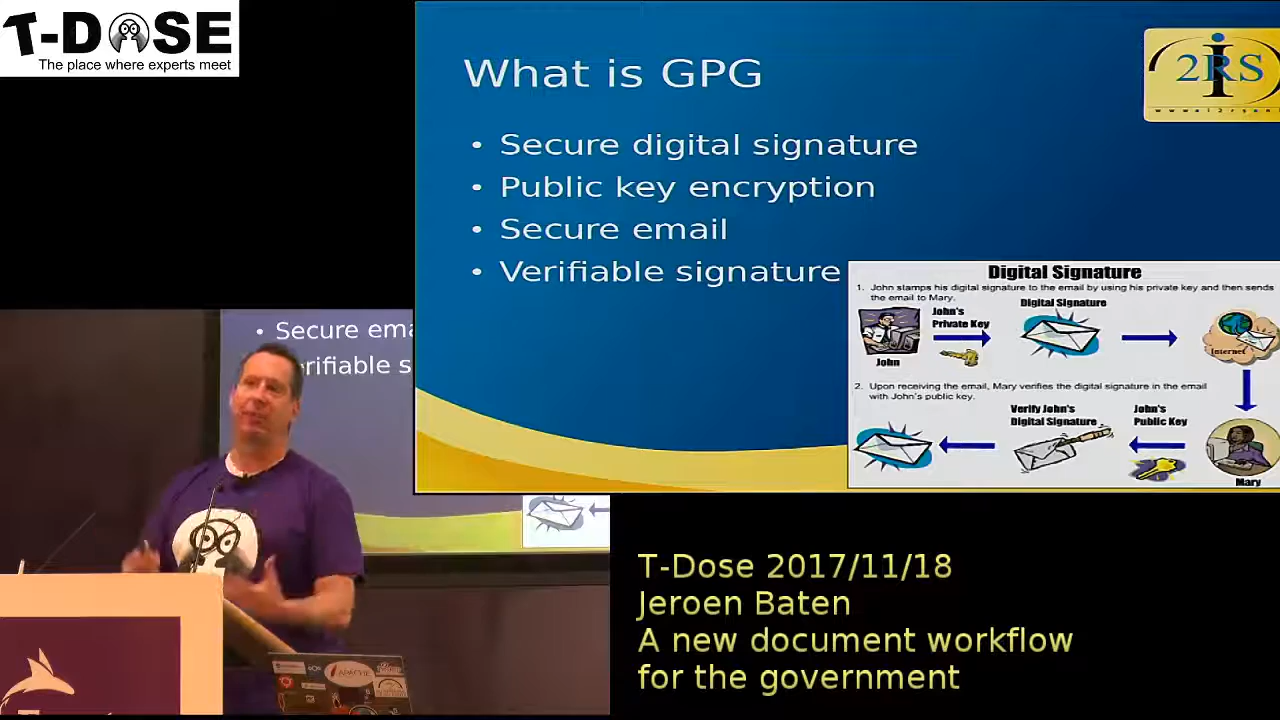 T-DOSE
The place where experts meet
What is GPG
2RS
• Secure digital signature
• Public key encryption
• Secure email
• Verifiable signature
Digital Signature
1. John stamps his digital signature to the email by using his private key and then sends
the email to Mary.
John's
Private Key
Digital Signature
John
Internet
2. Upon receiving the email, Mary verifies the digital signature in the email
with John's public key.
Verify John's
Digital Signature
John's
Public Key
Mary
• Secure ema
rifiable s
APACHE
T-Dose 2017/11/18
Jeroen Baten
A new document workflow
for the government